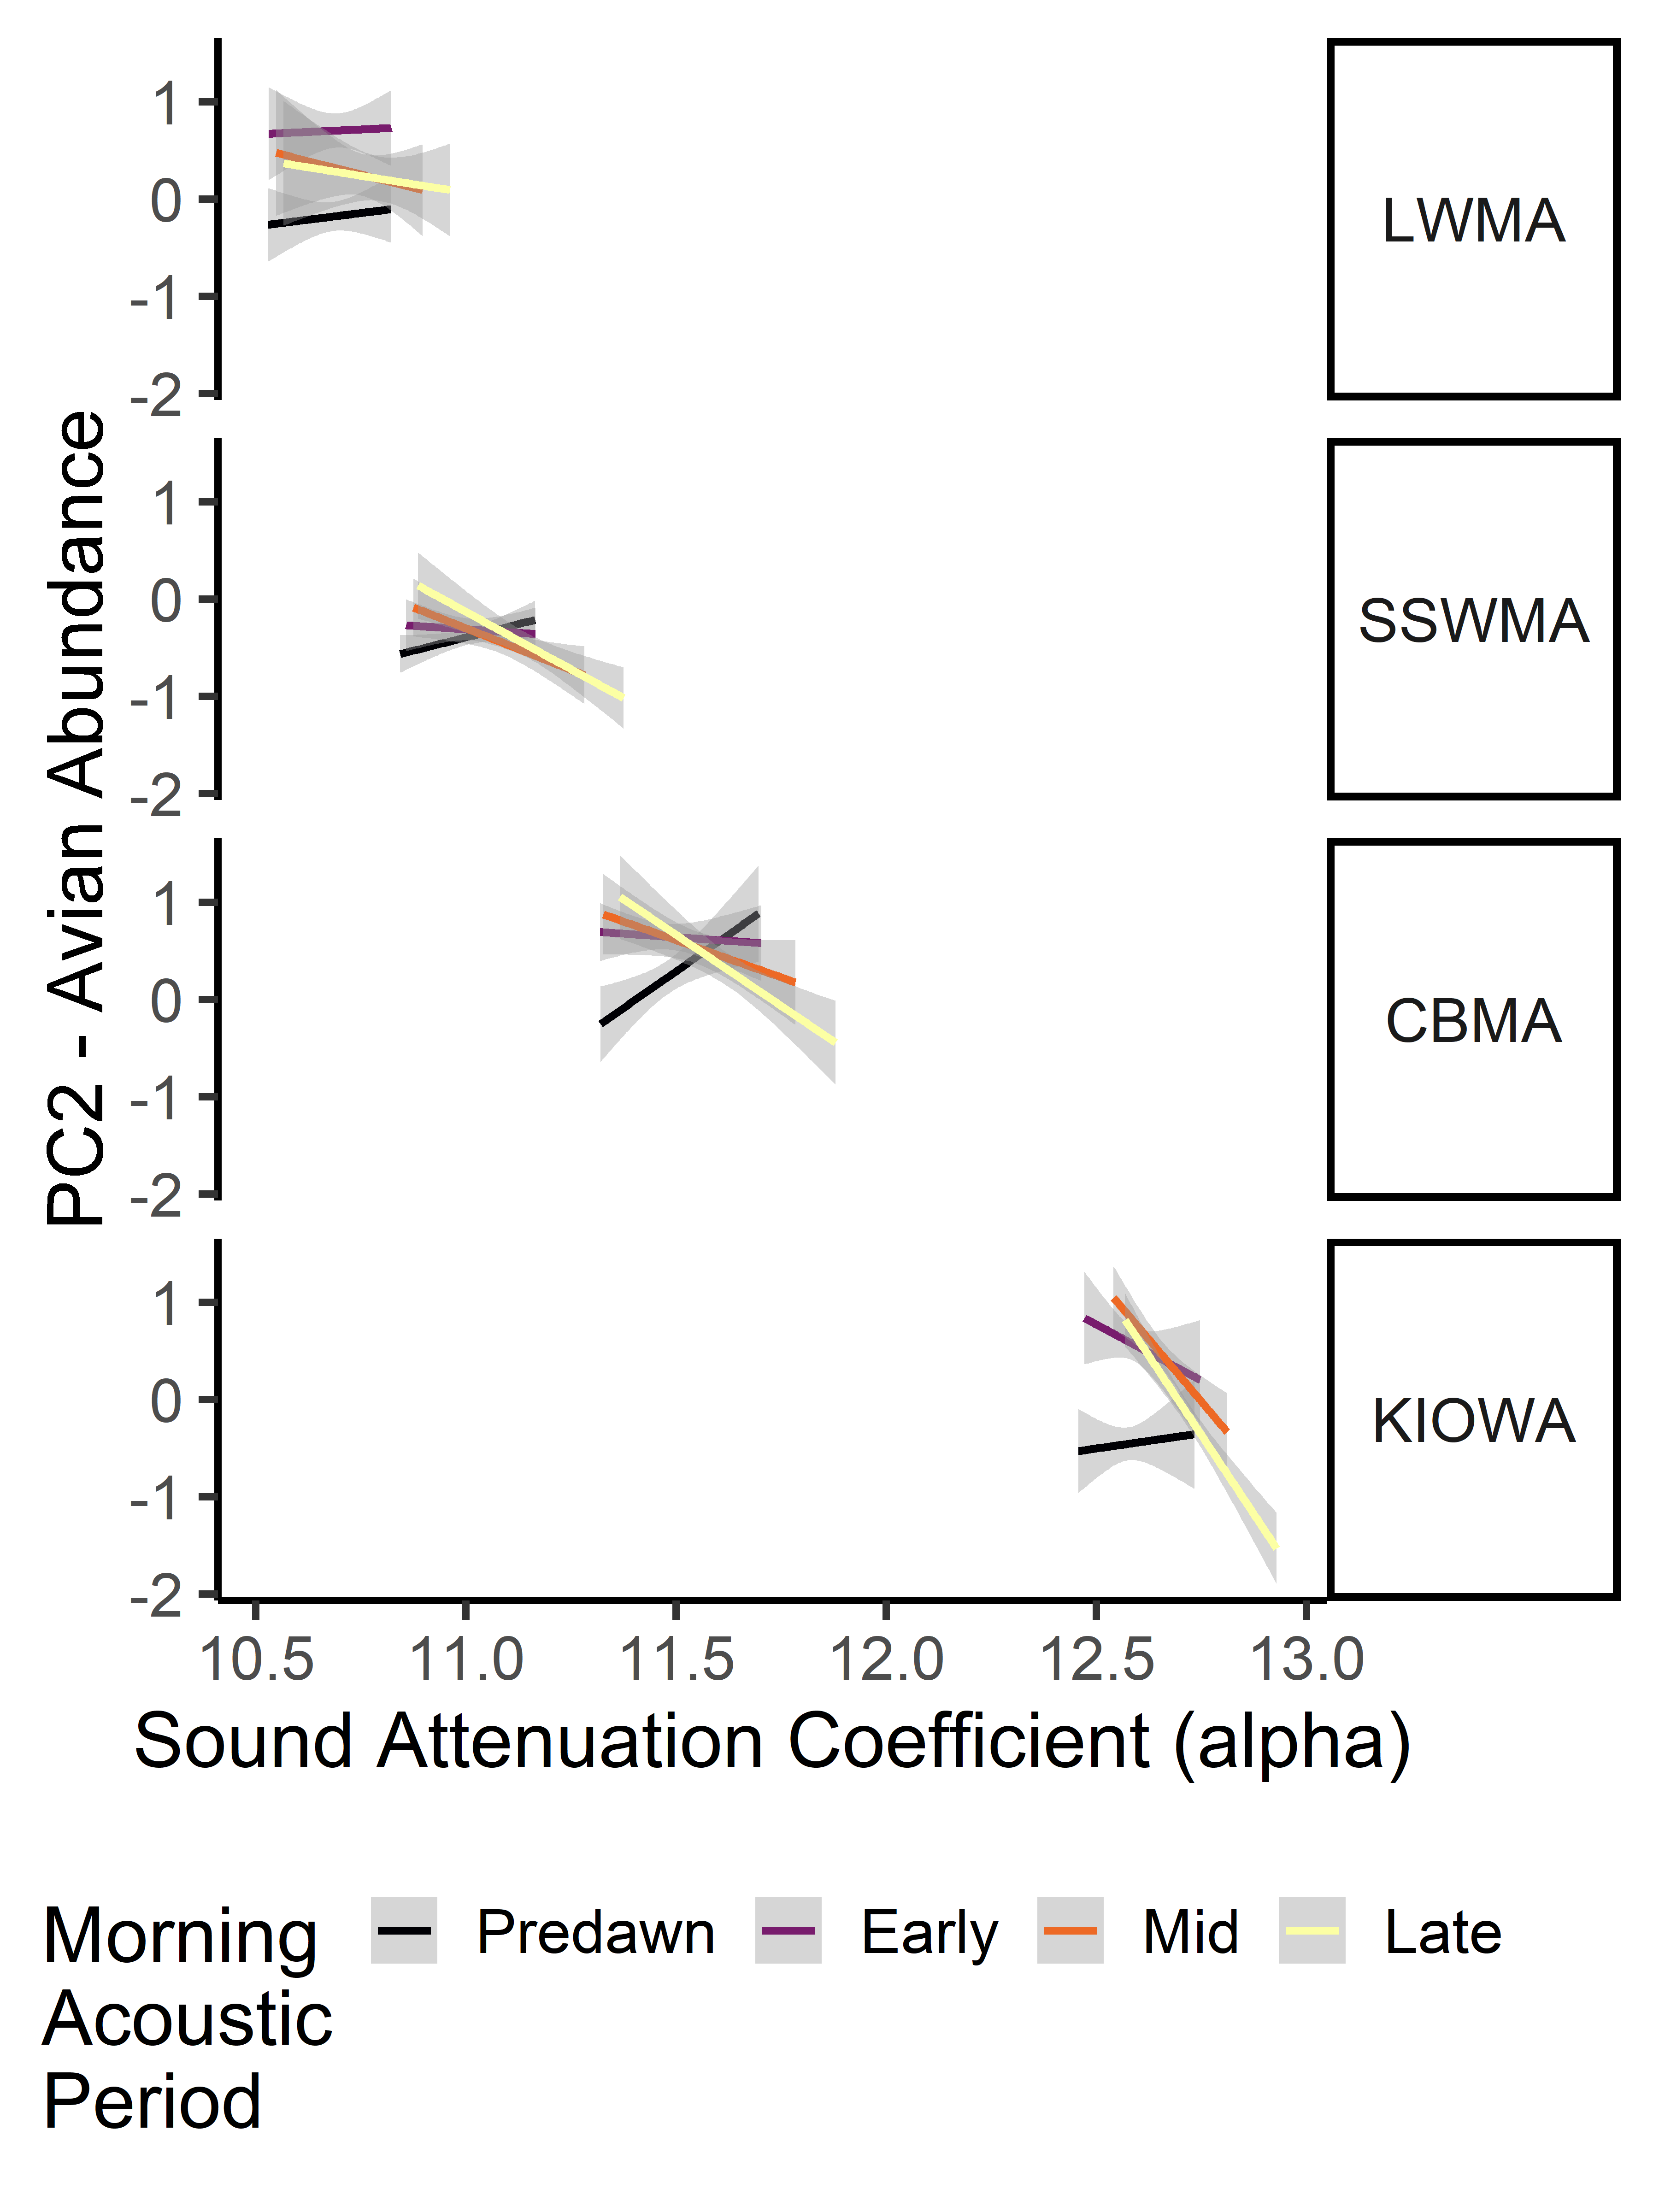 1
0
-1
-2
LWMA
1
0
-1
-2
SSWMA
1
0
-1
-2
CBMA
1
0
-1
-2
KIOWA
PC2 - Avian Abundance
10.5 11.0 11.5 12.0 12.5 13.0
Sound Attenuation Coefficient (alpha)
Morning
Acoustic
Period
Predawn Early Mid Late